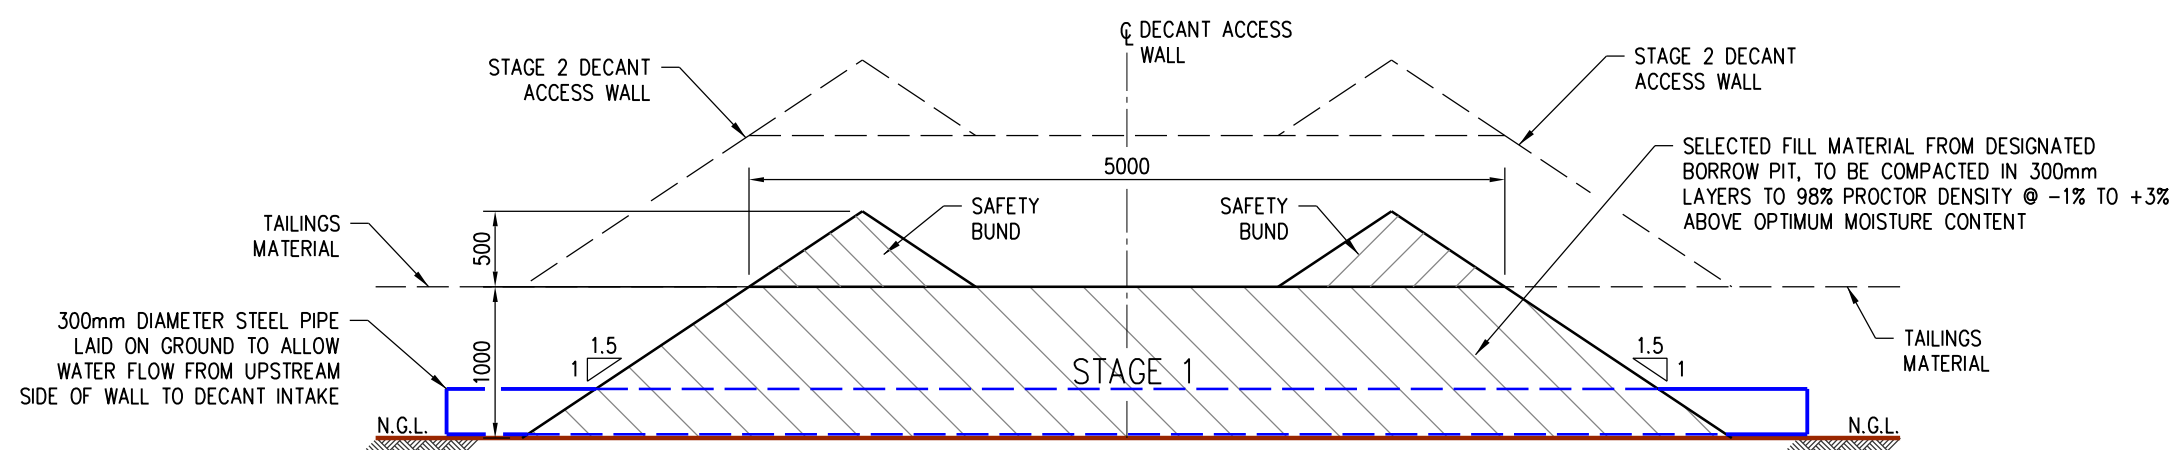 ℄ DECANT ACCESS
WALL
STAGE 2 DECANT
ACCESS WALL
STAGE 2 DECANT
ACCESS WALL
SELECTED FILL MATERIAL FROM DESIGNATED
BORROW PIT, TO BE COMPACTED IN 300mm
LAYERS TO 98% PROCTOR DENSITY @ -1% TO +3%
ABOVE OPTIMUM MOISTURE CONTENT
5000
SAFETY
BUND
SAFETY
BUND
TAILINGS
MATERIAL
500
300mm DIAMETER STEEL PIPE
LAID ON GROUND TO ALLOW
WATER FLOW FROM UPSTREAM
SIDE OF WALL TO DECANT INTAKE
1000
1.5
1
STAGE 1
1.5
1
TAILINGS
MATERIAL
N.G.L.
N.G.L.